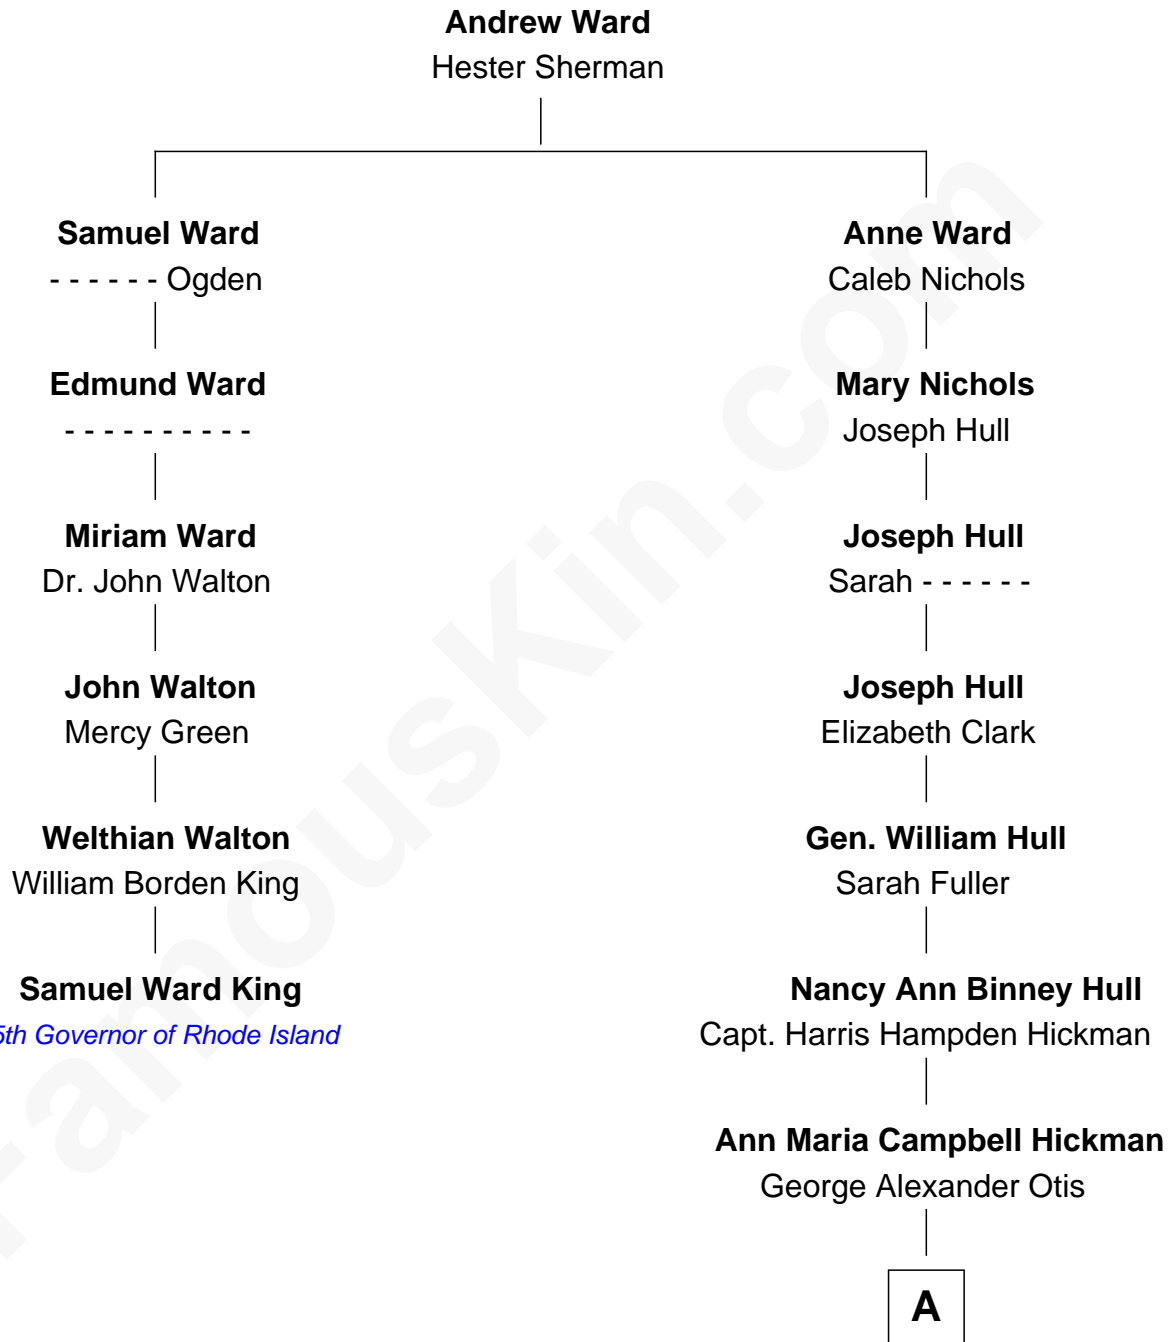 Andrew Ward
Hester Sherman
Samuel Ward
- - - - - - Ogden
Edmund Ward
- - - - - - - - - -
Miriam Ward
Dr. John Walton
John Walton
Mercy Green
Welthian Walton
William Borden King
Samuel Ward King
5th Governor of Rhode Island
Anne Ward
Caleb Nichols
Mary Nichols
Joseph Hull
Joseph Hull
Sarah - - - - - -
Joseph Hull
Elizabeth Clark
Gen. William Hull
Sarah Fuller
Nancy Ann Binney Hull
Capt. Harris Hampden Hickman
Ann Maria Campbell Hickman
George Alexander Otis
A
FamousKin.com